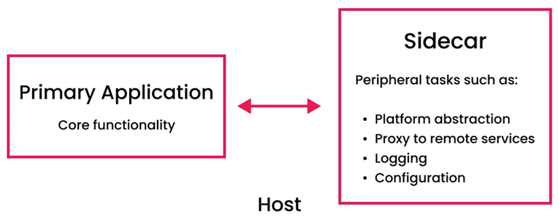 Primary Application
Core functionality
Sidecar
Peripheral tasks such as:
• Platform abstraction
• Proxy to remote services
• Logging
• Configuration
Host